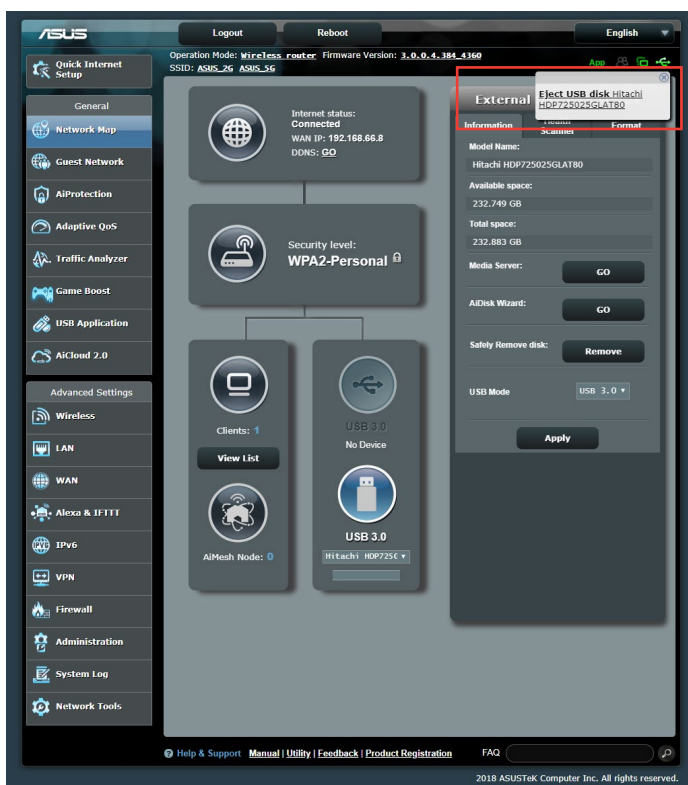 ASUS
Logout
Reboot
English
Quick Internet
Setup
Operation Mode: Wireless router Firmware Version: 3.0.0.4.384_4360
SSID: ASUS_2G ASUS_5G
App
General
Network Map
Guest Network
AiProtection
Adaptive QoS
Traffic Analyzer
Game Boost
USB Application
AiCloud 2.0
Advanced Settings
Wireless
LAN
WAN
Alexa & IFTTT
IPv6
VPN
Firewall
Administration
System Log
Network Tools
Internet status:
Connected
WAN IP: 192.168.66.8
DDNS: GO
Security level:
WPA2-Personal
Clients: 1
View List
AiMesh Node: 0
USB 3.0
No Device
USB 3.0
Hitachi HDP725
Eject USB disk Hitachi
HDP725025GLAT80
External
Information
Scanner
Format
Model Name:
Hitachi HDP725025GLAT80
Available space:
232.749 GB
Total space:
232.883 GB
Media Server:
GO
AiDisk Wizard:
GO
Safely Remove disk:
Remove
USB Mode
USB 3.0
Apply
Help & Support Manual | Utility | Feedback | Product Registration
FAQ
2018 ASUSTeK Computer Inc. All rights reserved.